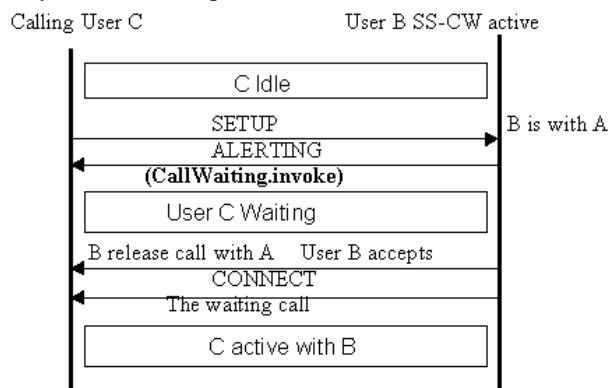 Calling User C User B SS-CW active
C Idle
SETUP B is with A
ALERTING
(CallWaiting.invoke)
User C Waiting
B release call with A User B accepts
CONNECT
The waiting call
C active with B